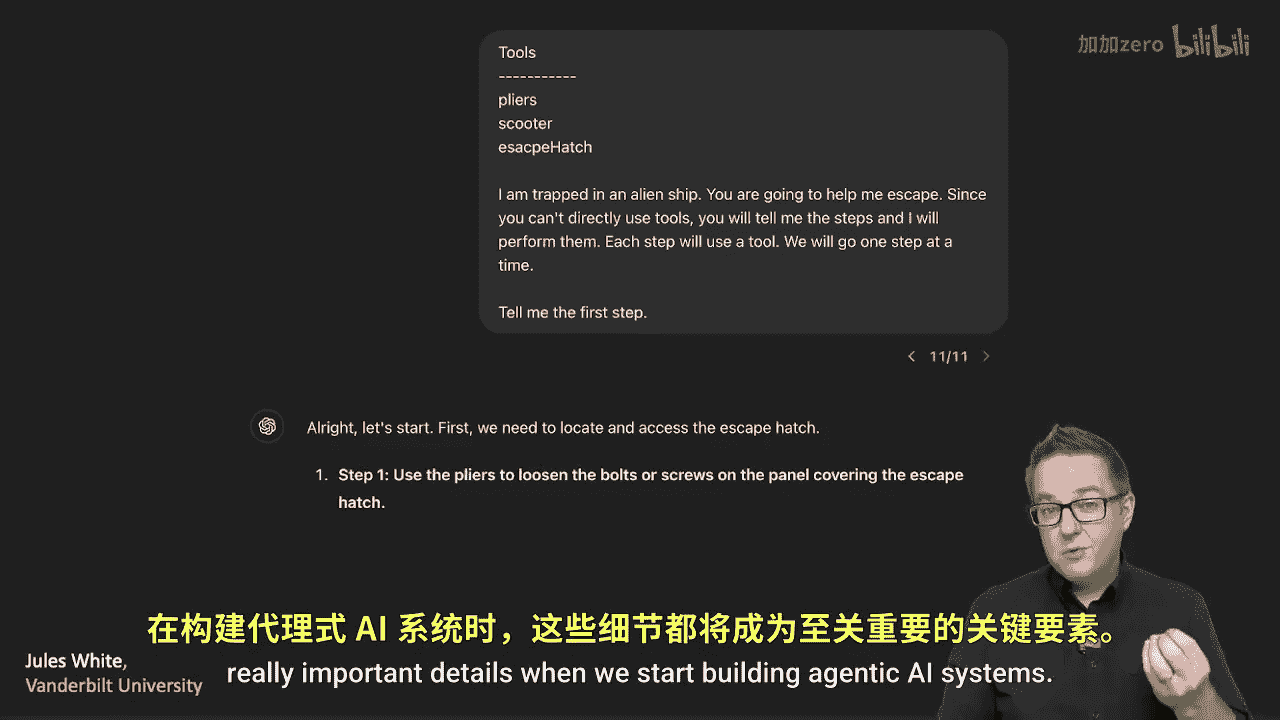 Tools
-----------
pliers
scooter
esacpeHatch
I am trapped in an alien ship. You are going to help me escape. Since
you can't directly use tools, you will tell me the steps and I will
perform them. Each step will use a tool. We will go one step at a
time.
Tell me the first step.
加加zero bilibili
< 11/11 >
Alright, let's start. First, we need to locate and access the escape hatch.
1. Step 1: Use the pliers to loosen the bolts or screws on the panel covering the escape
hatch.
在构建代理式 AI 系统时，这些细节都将成为至关重要的关键要素。
really important details when we start building agentic AI systems.
Jules White,
Vanderbilt University